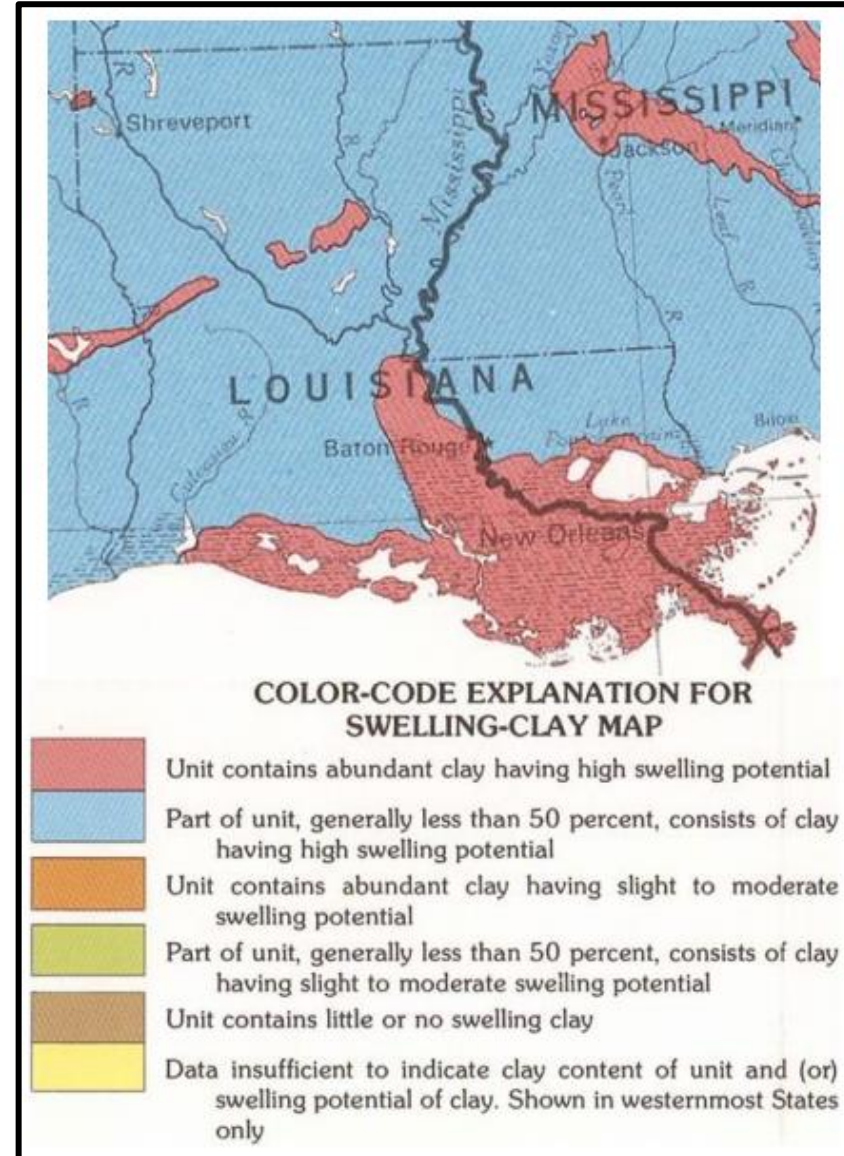 R
R
Shreveport
R
Mississippi
Yazoo
MISSISSIPPI
Meridian
Jackson
Pearl
Leaf
R
R
R
LOUISIANA
R
Calcasieu R
Baton Rouge
Lake
Biloxi
New Orleans
COLOR-CODE EXPLANATION FOR
SWELLING-CLAY MAP
Unit contains abundant clay having high swelling potential
Part of unit, generally less than 50 percent, consists of clay
having high swelling potential
Unit contains abundant clay having slight to moderate
swelling potential
Part of unit, generally less than 50 percent, consists of clay
having slight to moderate swelling potential
Unit contains little or no swelling clay
Data insufficient to indicate clay content of unit and (or)
swelling potential of clay. Shown in westernmost States
only